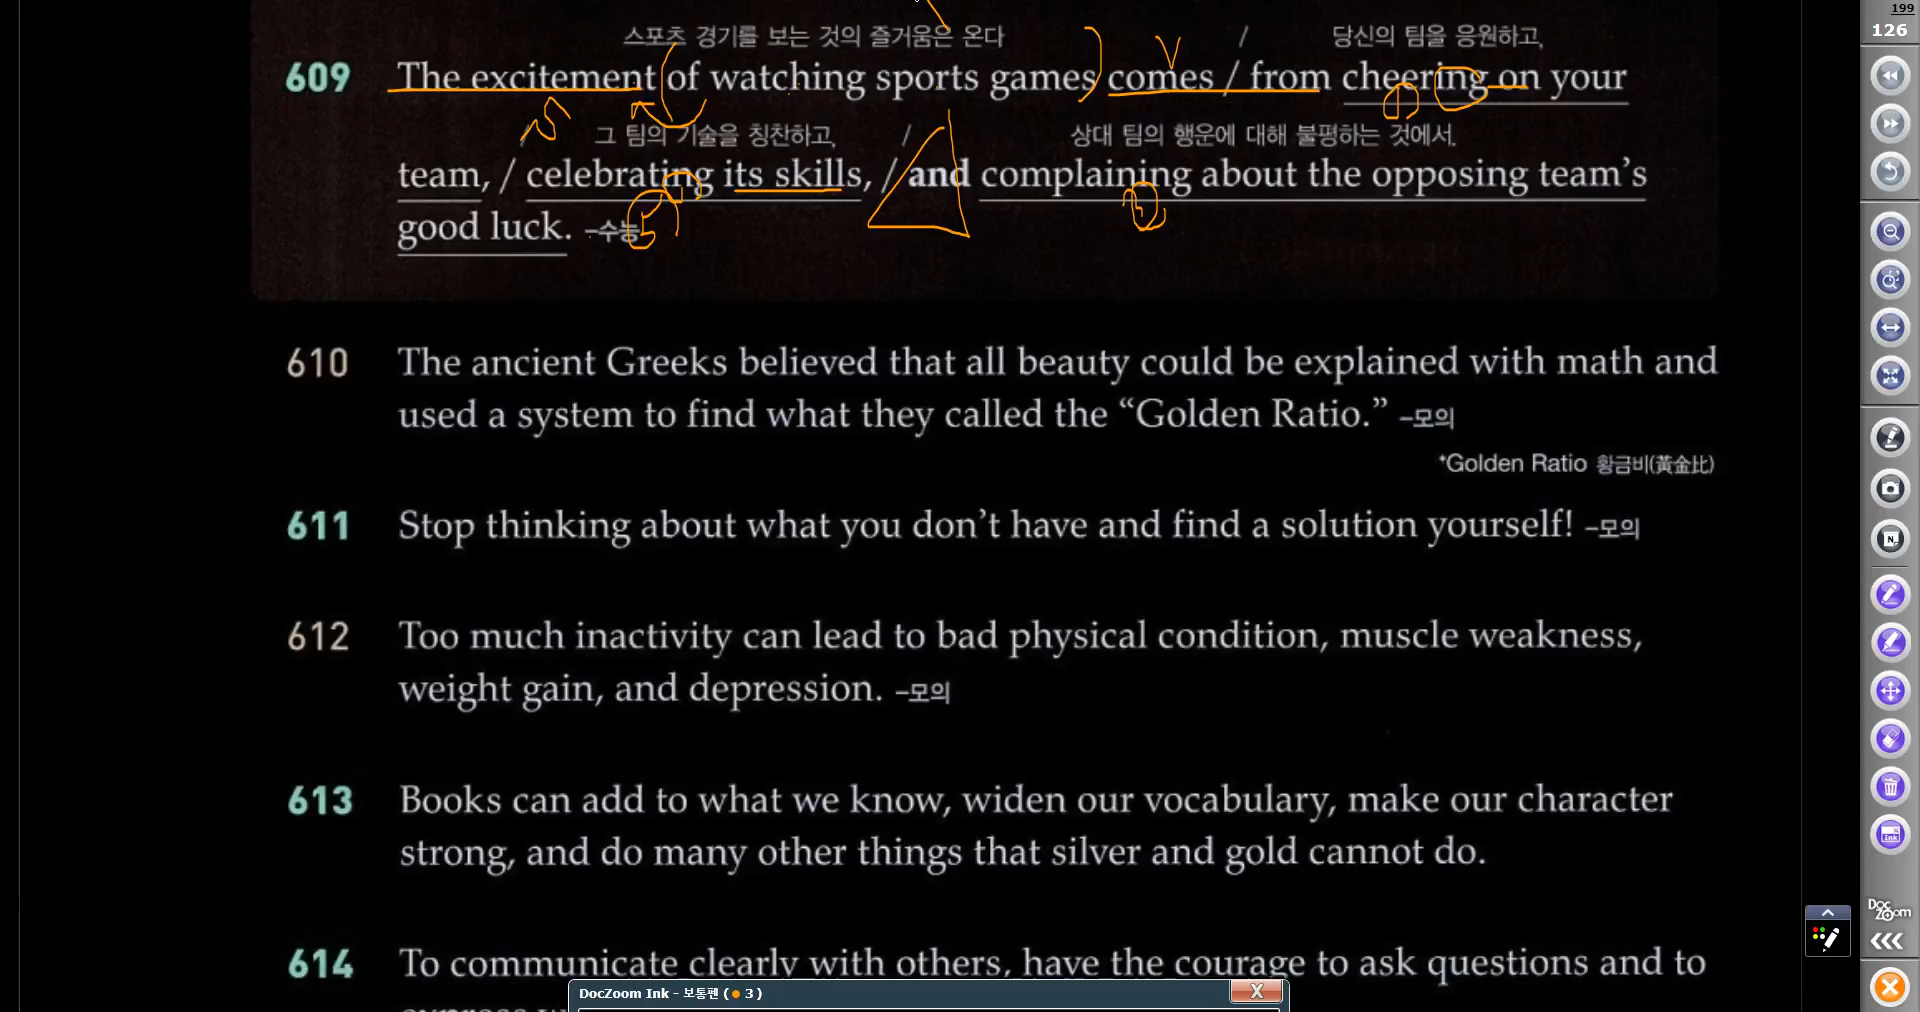 199
126
스포츠 경기를 보는 것의 즐거움은 온다 / 당신의 팀을 응원하고,
609 The excitement of watching sports games comes / from cheering on your
/ 그 팀의 기술을 칭찬하고, / 상대 팀의 행운에 대해 불평하는 것에서.
team, / celebrating its skills, / and complaining about the opposing team’s
good luck. –수능
610 The ancient Greeks believed that all beauty could be explained with math and
used a system to find what they called the “Golden Ratio.” –모의
*Golden Ratio 황금비(黃金比)
611 Stop thinking about what you don’t have and find a solution yourself! –모의
612 Too much inactivity can lead to bad physical condition, muscle weakness,
weight gain, and depression. –모의
613 Books can add to what we know, widen our vocabulary, make our character
strong, and do many other things that silver and gold cannot do.
614 To communicate clearly with others, have the courage to ask questions and to
DocZoom
DocZoom Ink - 보통펜 ( 3 )